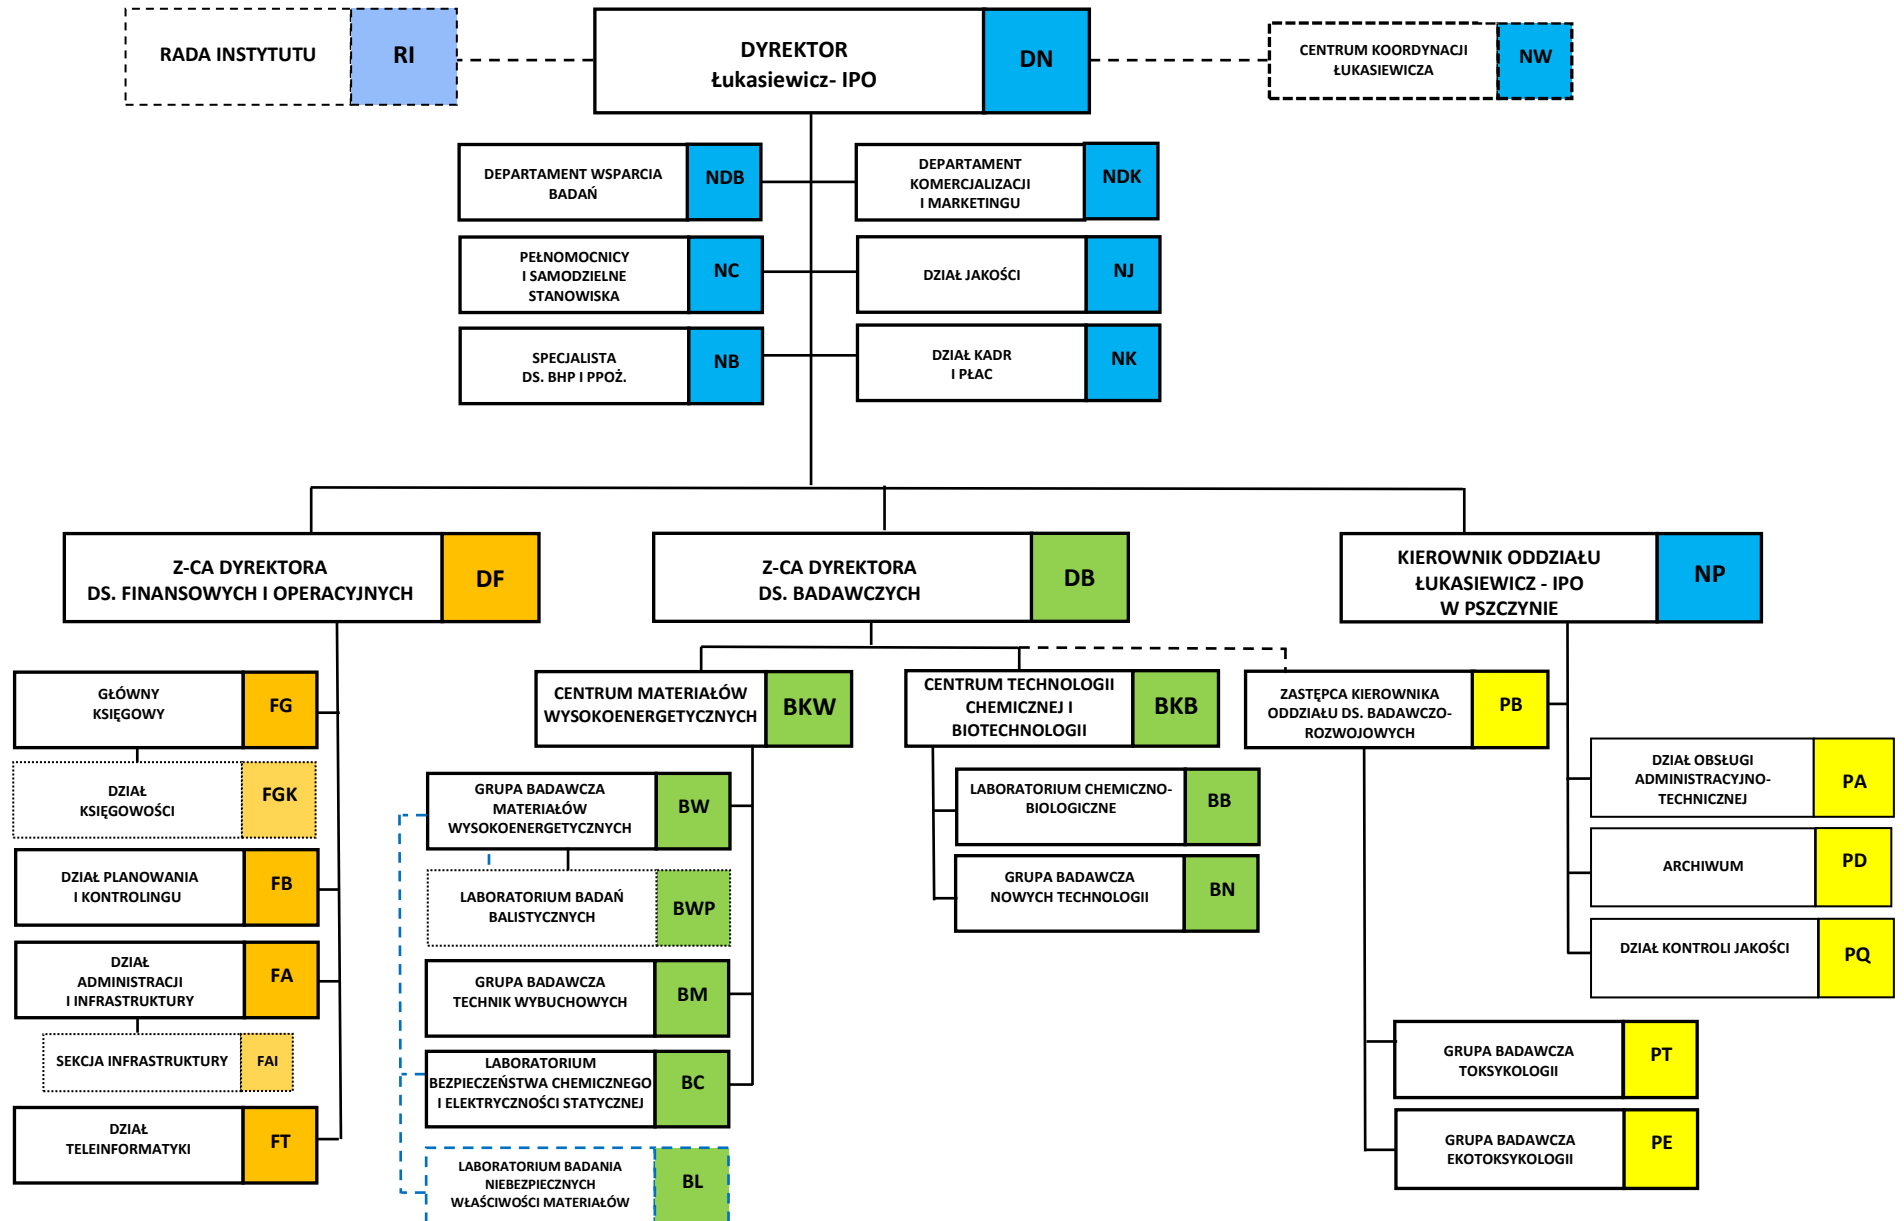 RADA INSTYTUTU
RI
DYREKTOR
Łukasiewicz- IPO
DN
CENTRUM KOORDYNACJI
ŁUKASIEWICZA
NW
DEPARTAMENT WSPARCIA
BADAŃ
NDB
DEPARTAMENT
KOMERCJALIZACJI
I MARKETINGU
NDK
PEŁNOMOCNICY
I SAMODZIELNE
STANOWISKA
NC
DZIAŁ JAKOŚCI
NJ
SPECJALISTA
DS. BHP I PPOŻ.
NB
DZIAŁ KADR
I PŁAC
NK
Z-CA DYREKTORA
DS. FINANSOWYCH I OPERACYJNYCH
DF
Z-CA DYREKTORA
DS. BADAWCZYCH
DB
KIEROWNIK ODDZIAŁU
ŁUKASIEWICZ - IPO
W PSZCZYNIE
NP
GŁÓWNY
KSIĘGOWY
FG
DZIAŁ
KSIĘGOWOŚCI
FGK
DZIAŁ PLANOWANIA
I KONTROLINGU
FB
DZIAŁ
ADMINISTRACJI
I INFRASTRUKTURY
FA
SEKCJA INFRASTRUKTURY
FAI
DZIAŁ
TELEINFORMATYKI
FT
CENTRUM MATERIAŁÓW
WYSOKOENERGETYCZNYCH
BKW
GRUPA BADAWCZA
MATERIAŁÓW
WYSOKOENERGETYCZNYCH
BW
LABORATORIUM BADAŃ
BALISTYCZNYCH
BWP
GRUPA BADAWCZA
TECHNIK WYBUCHOWYCH
BM
LABORATORIUM
BEZPIECZEŃSTWA CHEMICZNEGO
I ELEKTRYCZNOŚCI STATYCZNEJ
BC
LABORATORIUM BADANIA
NIEBEZPIECZNYCH
WŁAŚCIWOŚCI MATERIAŁÓW
BL
CENTRUM TECHNOLOGII
CHEMICZNEJ I
BIOTECHNOLOGII
BKB
LABORATORIUM CHEMICZNO-
BIOLOGICZNE
BB
GRUPA BADAWCZA
NOWYCH TECHNOLOGII
BN
ZASTĘPCA KIEROWNIKA
ODDZIAŁU DS. BADAWCZO-
ROZWOJOWYCH
PB
DZIAŁ OBSŁUGI
ADMINISTRACYJNO-
TECHNICZNEJ
PA
ARCHIWUM
PD
DZIAŁ KONTROLI JAKOŚCI
PQ
GRUPA BADAWCZA
TOKSYKOLOGII
PT
GRUPA BADAWCZA
EKOTOKSYKOLOGII
PE